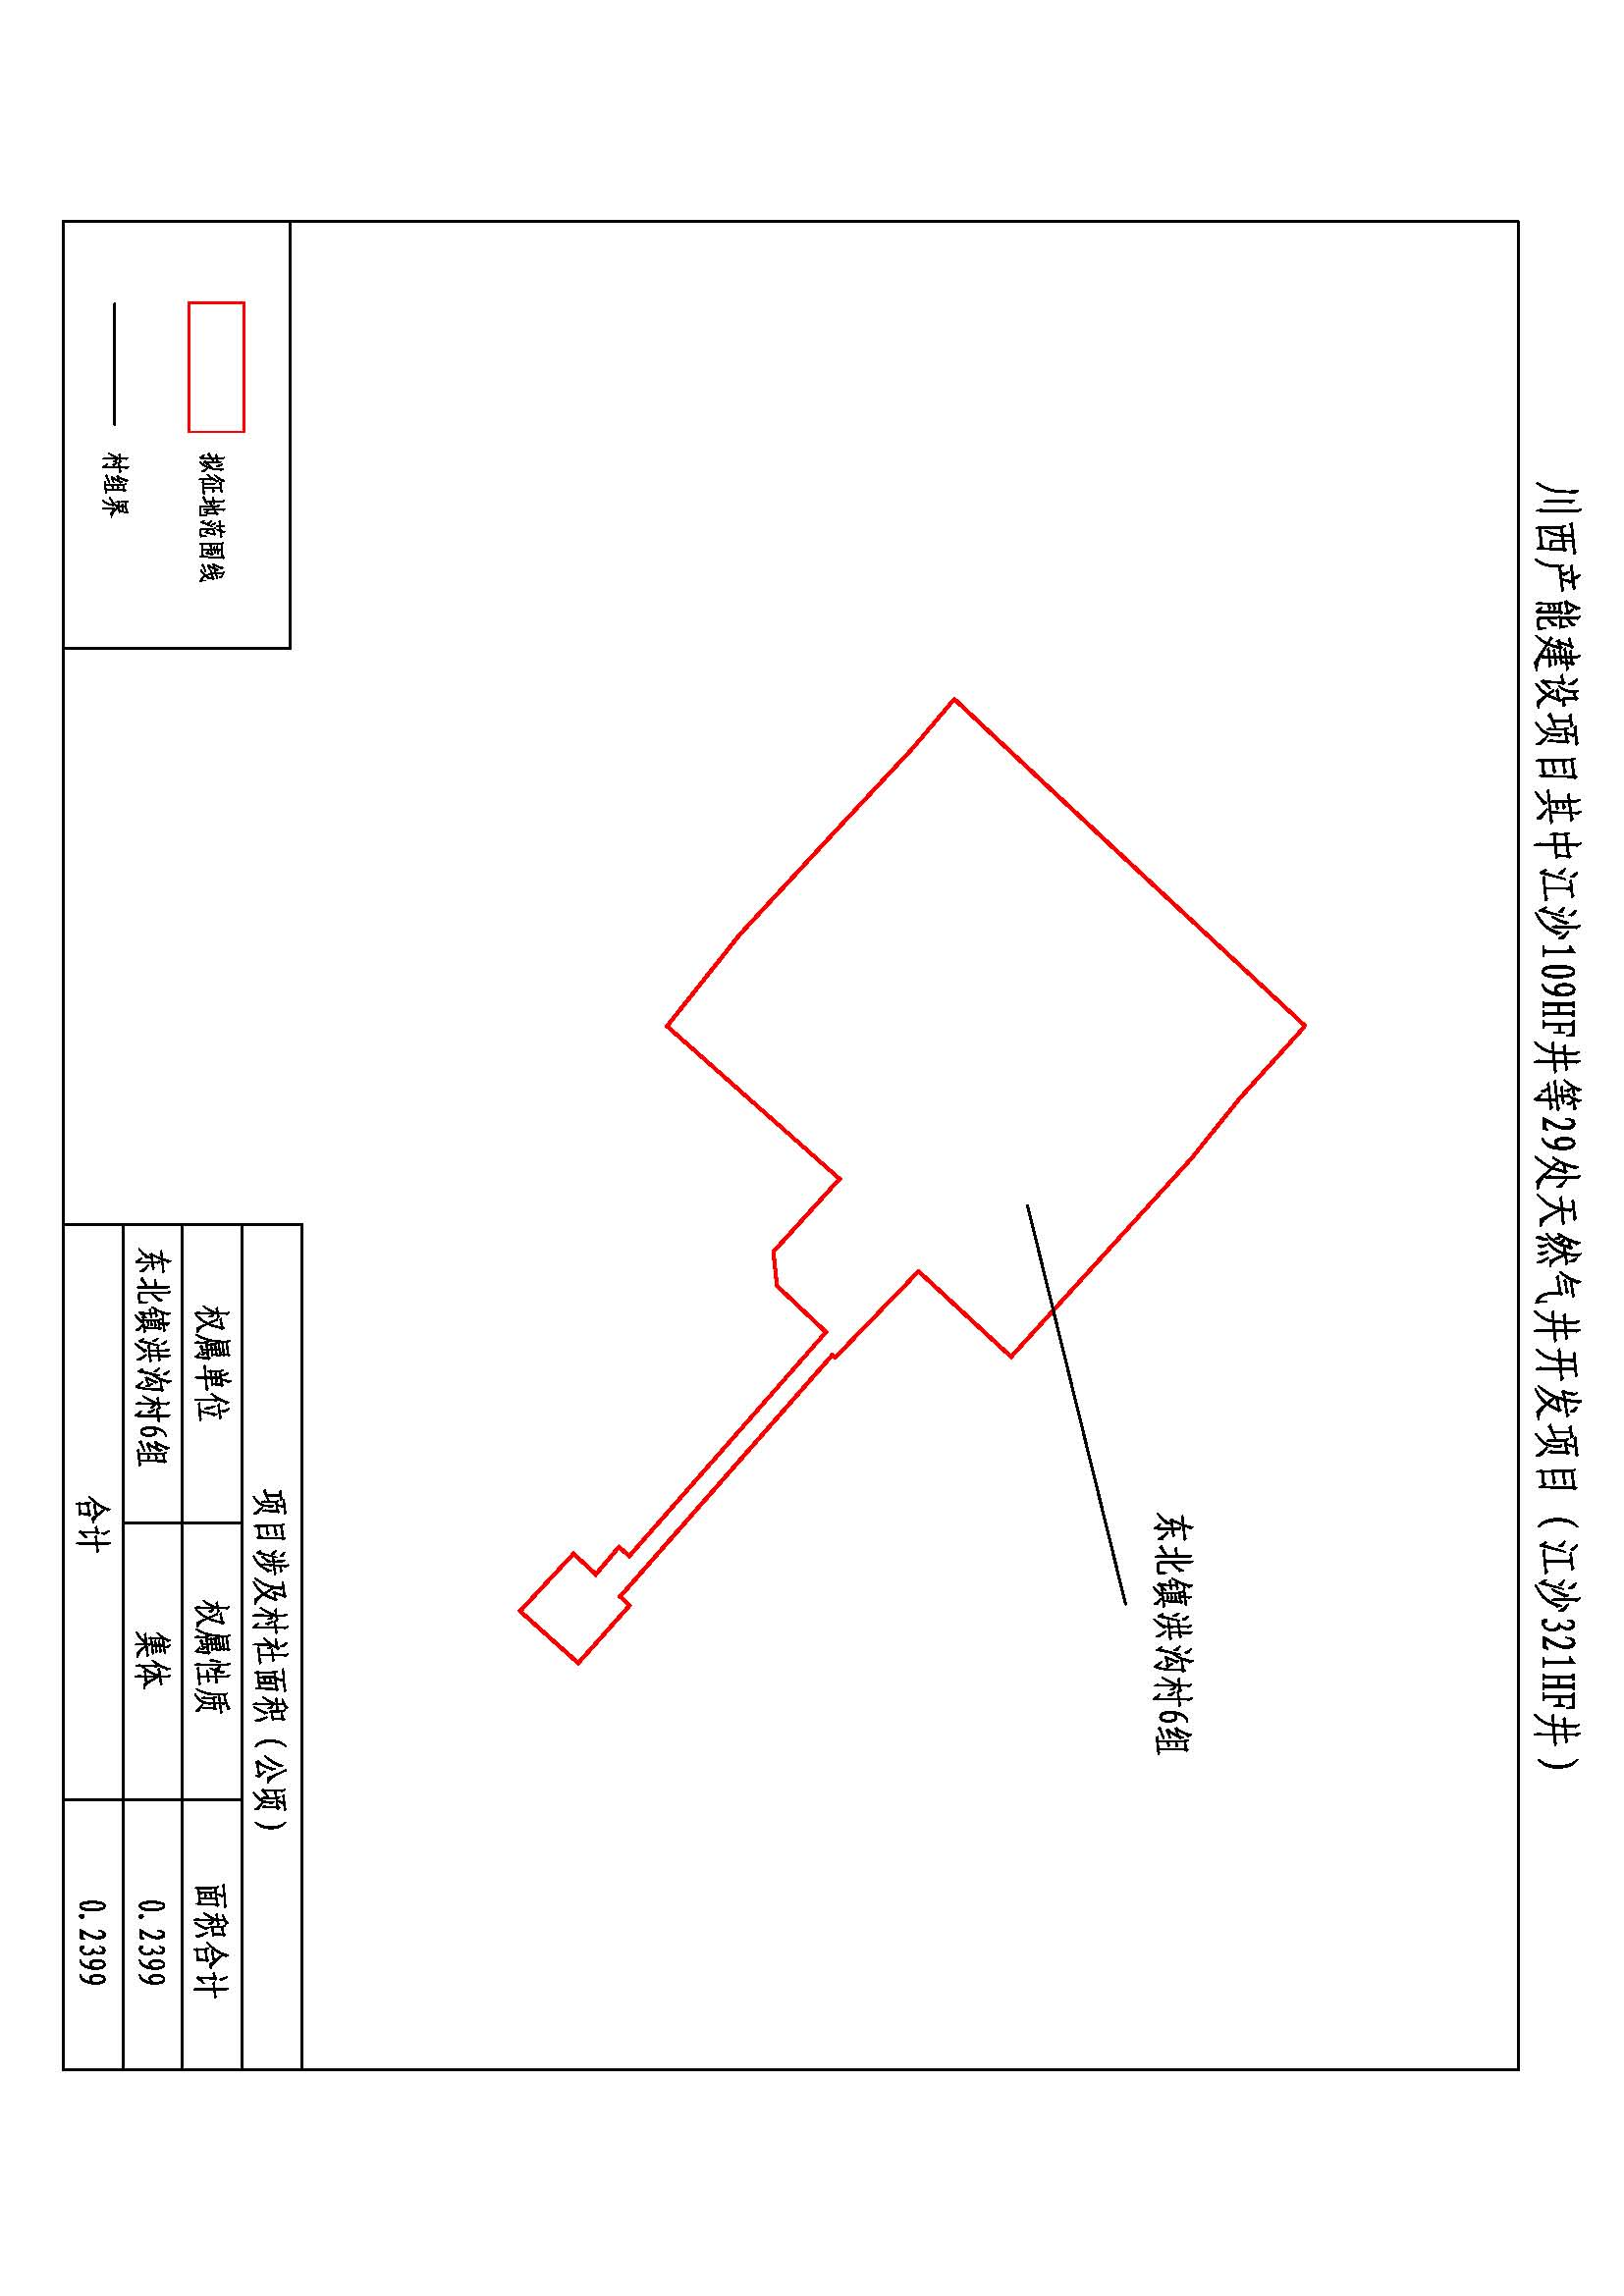 川西产能建设项目其中江沙109HF井等29处天然气井开发项目（江沙321HF井）
东北镇洪沟村6组
拟征地范围线
村组界
项目涉及村社面积（公顷）
权属单位 权属性质 面积合计
东北镇洪沟村6组 集体 0.2399
合计 0.2399